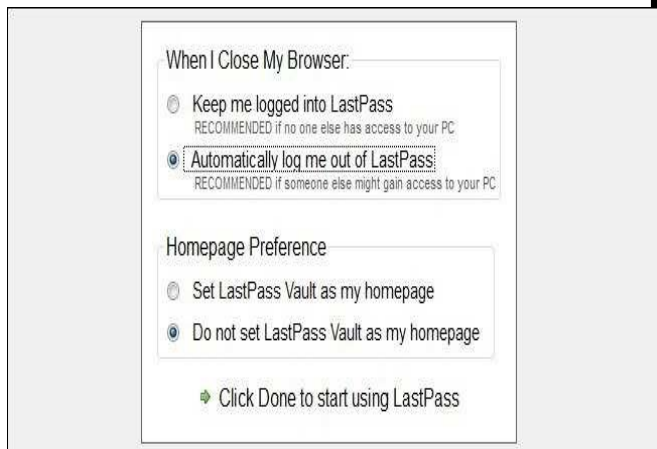 When I Close My Browser:
Keep me logged into LastPass
RECOMMENDED if no one else has access to your PC
Automatically log me out of LastPass
RECOMMENDED if someone else might gain access to your PC
Homepage Preference
Set LastPass Vault as my homepage
Do not set LastPass Vault as my homepage
Click Done to start using LastPass